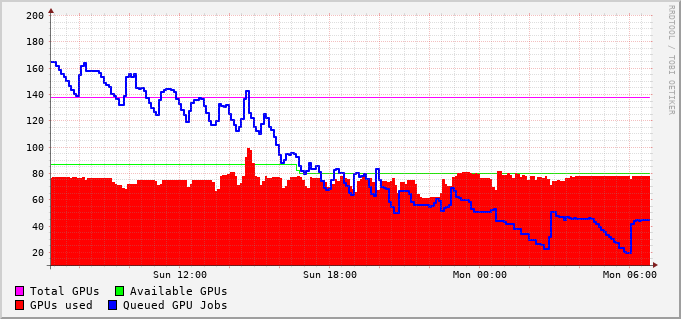 RRDTOOL / TOBI OETIKER
200
180
160
140
120
100
80
60
40
20
Sun 12:00 Sun 18:00 Mon 00:00 Mon 06:00
Total GPUs Available GPUs
GPUs used Queued GPU Jobs